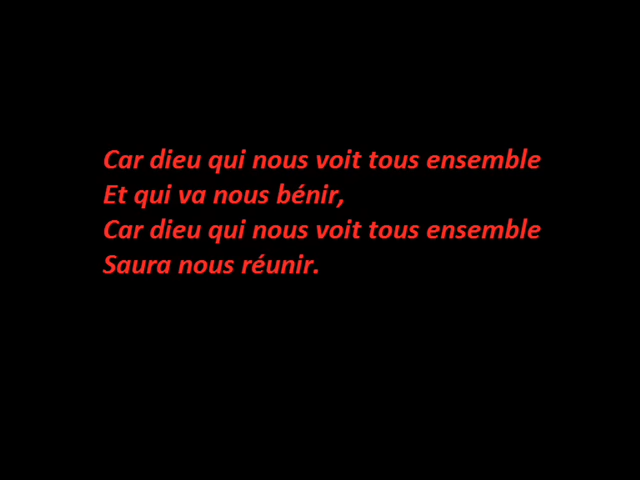 Car dieu qui nous voit tous ensemble
Et qui va nous bénir,
Car dieu qui nous voit tous ensemble
Saura nous réunir.